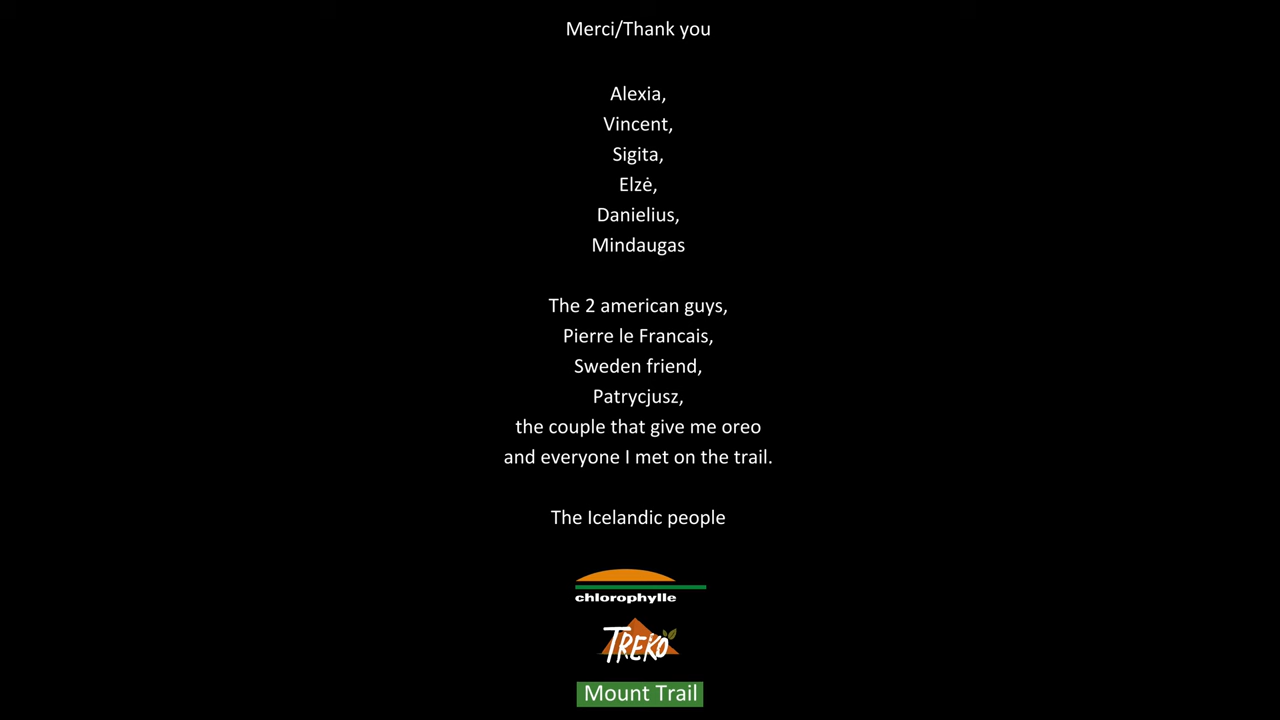 Merci/Thank you
Alexia,
Vincent,
Sigita,
Elzė,
Danielius,
Mindaugas
The 2 american guys,
Pierre le Francais,
Sweden friend,
Patrycjusz,
the couple that give me oreo
and everyone I met on the trail.
The Icelandic people
chlorophylle
TREKO
Mount Trail